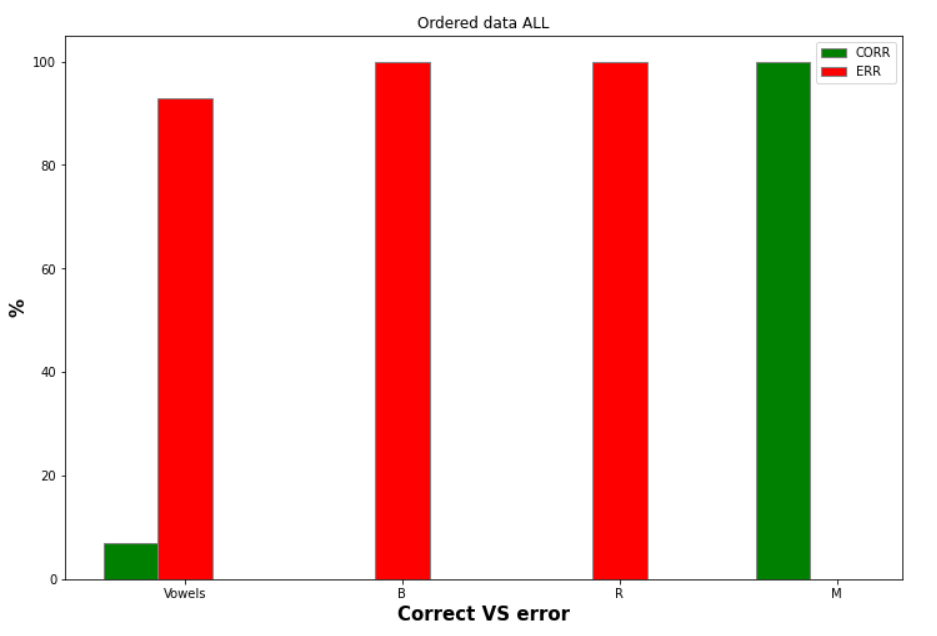 Ordered data ALL
CORR
ERR
100
80
60
40
20
0
%
Vowels B R M
Correct VS error